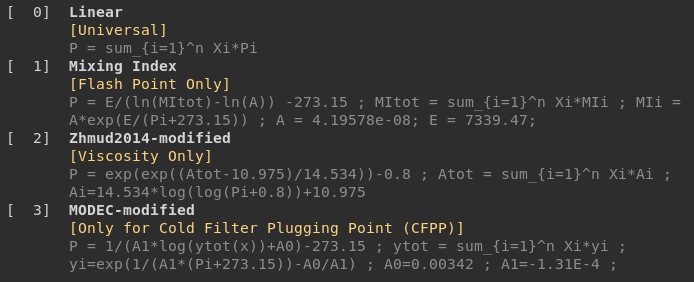 [  0]  Linear
[Universal]
P = sum_{i=1}^n Xi*Pi
[  1]  Mixing Index
[Flash Point Only]
P = E/(ln(MItot)-ln(A)) -273.15 ; MItot = sum_{i=1}^n Xi*MIi ; MIi =
A*exp(E/(Pi+273.15)) ; A = 4.19578e-08; E = 7339.47;
[  2]  Zhmud2014-modified
[Viscosity Only]
P = exp(exp((Atot-10.975)/14.534))-0.8 ; Atot = sum_{i=1}^n Xi*Ai ;
Ai=14.534*log(log(Pi+0.8))+10.975
[  3]  MODEC-modified
[Only for Cold Filter Plugging Point (CFPP)]
P = 1/(A1*log(ytot(x))+A0)-273.15 ; ytot = sum_{i=1}^n Xi*yi ;
yi=exp(1/(A1*(Pi+273.15))-A0/A1) ; A0=0.00342 ; A1=-1.31E-4 ;